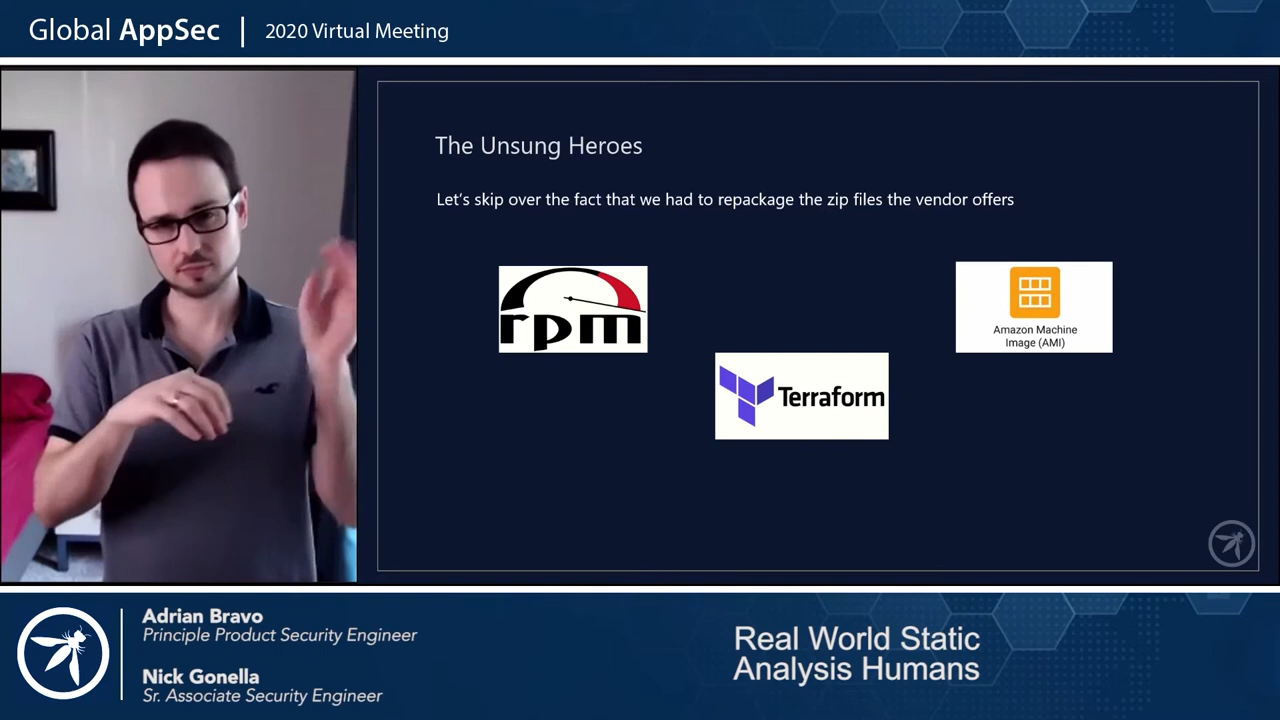 Global AppSec | 2020 Virtual Meeting
The Unsung Heroes
Let's skip over the fact that we had to repackage the zip files the vendor offers
rpm
Amazon Machine
Image (AMI)
Terraform
Adrian Bravo
Principle Product Security Engineer
Nick Gonella
Sr. Associate Security Engineer
Real World Static
Analysis Humans